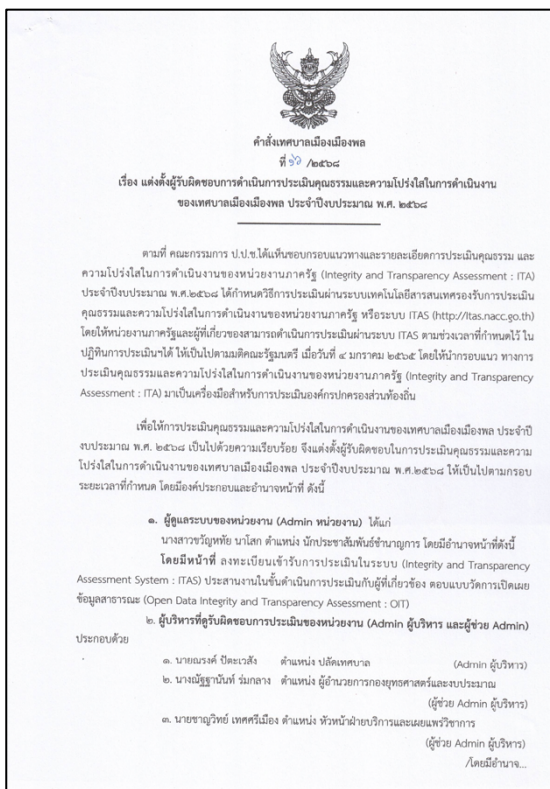 คำสั่งเทศบาลเมืองเมืองพล
ที่ ๑๖ /๒๕๖๘
เรื่อง แต่งตั้งผู้รับผิดชอบการดำเนินการประเมินคุณธรรมและความโปร่งใสในการดำเนินงาน
ของเทศบาลเมืองเมืองพล ประจำปีงบประมาณ พ.ศ. ๒๕๖๘
ตามที่ คณะกรรมการ ป.ป.ช.ได้เห็นชอบกรอบแนวทางและรายละเอียดการประเมินคุณธรรม และ
ความโปร่งใสในการดำเนินงานของหน่วยงานภาครัฐ (Integrity and Transparency Assessment : ITA)
ประจำปีงบประมาณ พ.ศ.๒๕๖๘ ได้กำหนดวิธีการประเมินผ่านระบบเทคโนโลยีสารสนเทศรองรับการประเมิน
คุณธรรมและความโปร่งใสในการดำเนินงานของหน่วยงานภาครัฐ หรือระบบ ITAS (http://Itas.nacc.go.th)
โดยให้หน่วยงานภาครัฐและผู้ที่เกี่ยวของสามารถดำเนินการประเมินผ่านระบบ ITAS ตามช่วงเวลาที่กำหนดไว้ ใน
ปฏิทินการประเมินฯได้ ให้เป็นไปตามมติคณะรัฐมนตรี เมื่อวันที่ ๔ มกราคม ๒๕๖๕ โดยให้นำกรอบแนว ทางการ
ประเมินคุณธรรมและความโปร่งใสในการดำเนินงานของหน่วยงานภาครัฐ (Integrity and Transparency
Assessment : ITA) มาเป็นเครื่องมือสำหรับการประเมินองค์กรปกครองส่วนท้องถิ่น
เพื่อให้การประเมินคุณธรรมและความโปร่งใสในการดำเนินงานของเทศบาลเมืองเมืองพล ประจำปี
งบประมาณ พ.ศ. ๒๕๖๘ เป็นไปด้วยความเรียบร้อย จึงแต่งตั้งผู้รับผิดชอบในการประเมินคุณธรรมและความ
โปร่งใสในการดำเนินงานของเทศบาลเมืองเมืองพล ประจำปีงบประมาณ พ.ศ.๒๕๖๘ ให้เป็นไปตามกรอบ
ระยะเวลาที่กำหนด โดยมีองค์ประกอบและอำนาจหน้าที่ ดังนี้
๑. ผู้ดูแลระบบของหน่วยงาน (Admin หน่วยงาน) ได้แก่
นางสาวขวัญหทัย นาโสก ตำแหน่ง นักประชาสัมพันธ์ชำนาญการ โดยมีอำนาจหน้าที่ดังนี้
โดยมีหน้าที่ ลงทะเบียนเข้ารับการประเมินในระบบ (Integrity and Transparency
Assessment System : ITAS) ประสานงานในขั้นดำเนินการประเมินกับผู้ที่เกี่ยวข้อง ตอบแบบวัดการเปิดเผย
ข้อมูลสาธารณะ (Open Data Integrity and Transparency Assessment : OIT)
๒. ผู้บริหารที่ดูรับผิดชอบการประเมินของหน่วยงาน (Admin ผู้บริหาร และผู้ช่วย Admin)
ประกอบด้วย
๑. นายณรงค์ ปัตะเวสัง ตำแหน่ง ปลัดเทศบาล (Admin ผู้บริหาร)
๒. นางณัฐฐานันท์ ร่มกลาง ตำแหน่ง ผู้อำนวยการกองยุทธศาสตร์และงบประมาณ
(ผู้ช่วย Admin ผู้บริหาร)
๓. นายชาญวิทย์ เทศศรีเมือง ตำแหน่ง หัวหน้าฝ่ายบริการและเผยแพร่วิชาการ
(ผู้ช่วย Admin ผู้บริหาร)
/โดยมีอำนาจ...